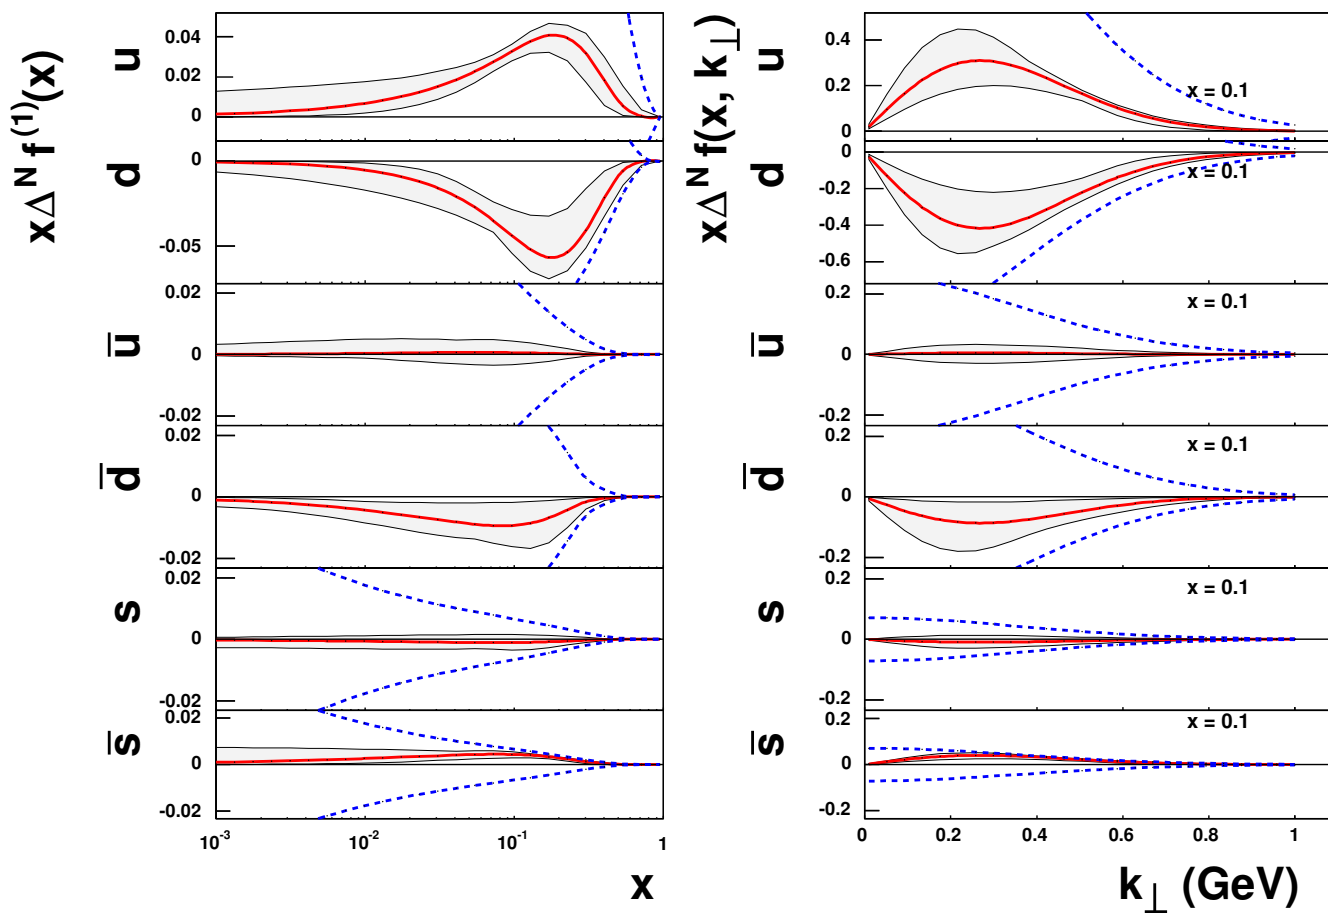 x∆ᴺ f⁽¹⁾(x)
u
0.04
0.02
0
d
0
-0.05
u̅
0.02
0
-0.02
d̅
0.02
0
-0.02
s
0.02
0
-0.02
s̅
0.02
0
-0.02
10⁻³ 10⁻² 10⁻¹ 1
x
x∆ᴺ f(x, k⊥)
u
0.4
0.2
0
x = 0.1
d
0
-0.2
-0.4
-0.6
x = 0.1
u̅
0.2
0
-0.2
x = 0.1
d̅
0.2
0
-0.2
x = 0.1
s
0.2
0
-0.2
x = 0.1
s̅
0.2
0
-0.2
x = 0.1
0 0.2 0.4 0.6 0.8 1
k⊥ (GeV)